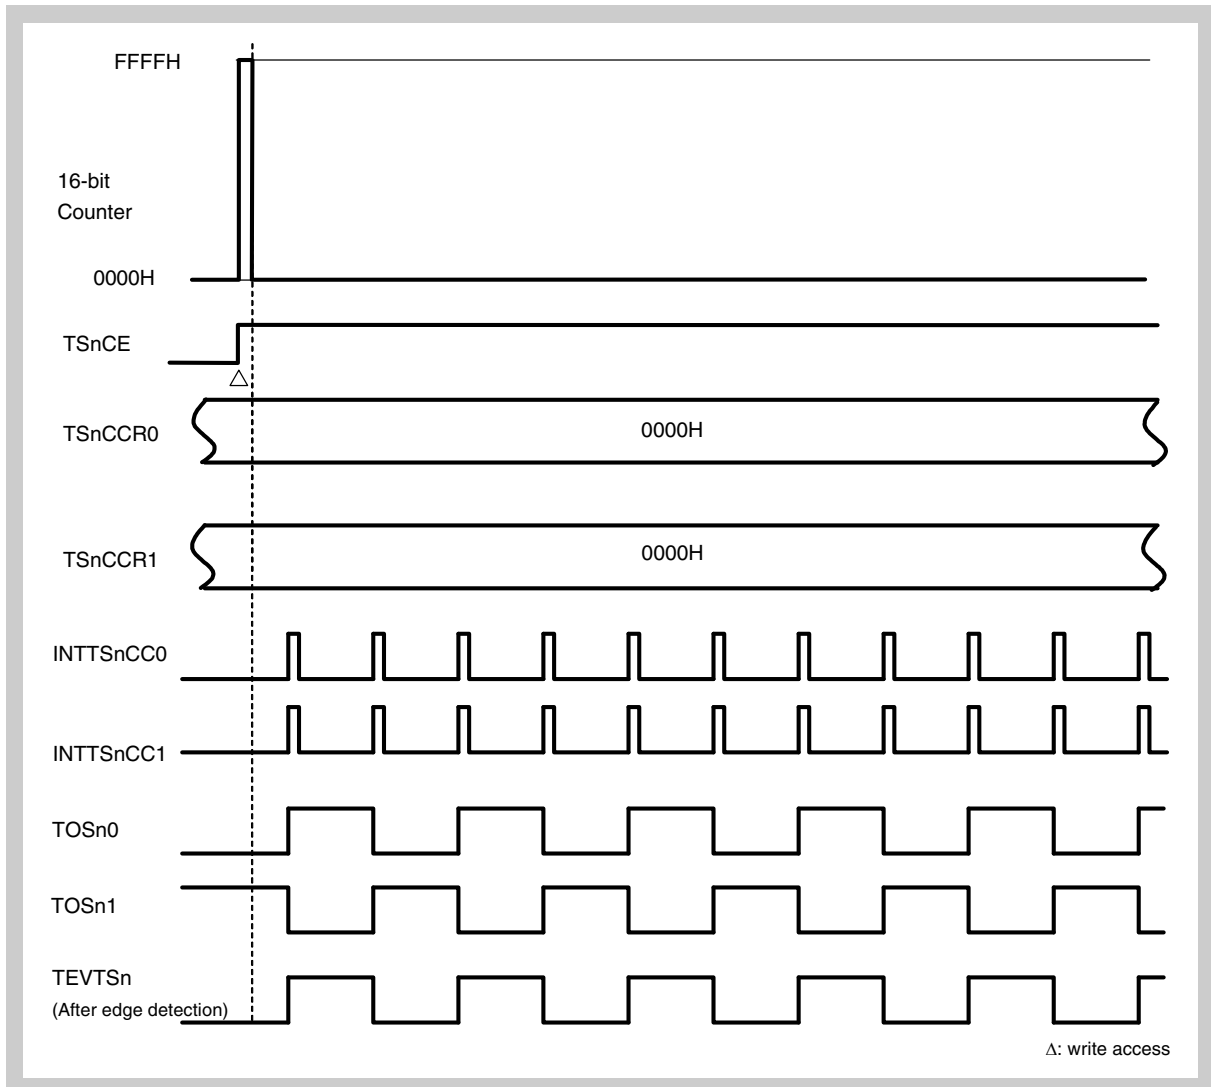 FFFFH
16-bit
Counter
0000H
TSnCE
TSnCCR0
0000H
TSnCCR1
0000H
INTTSnCC0
INTTSnCC1
TOSn0
TOSn1
TEVTSn
(After edge detection)
Δ: write access